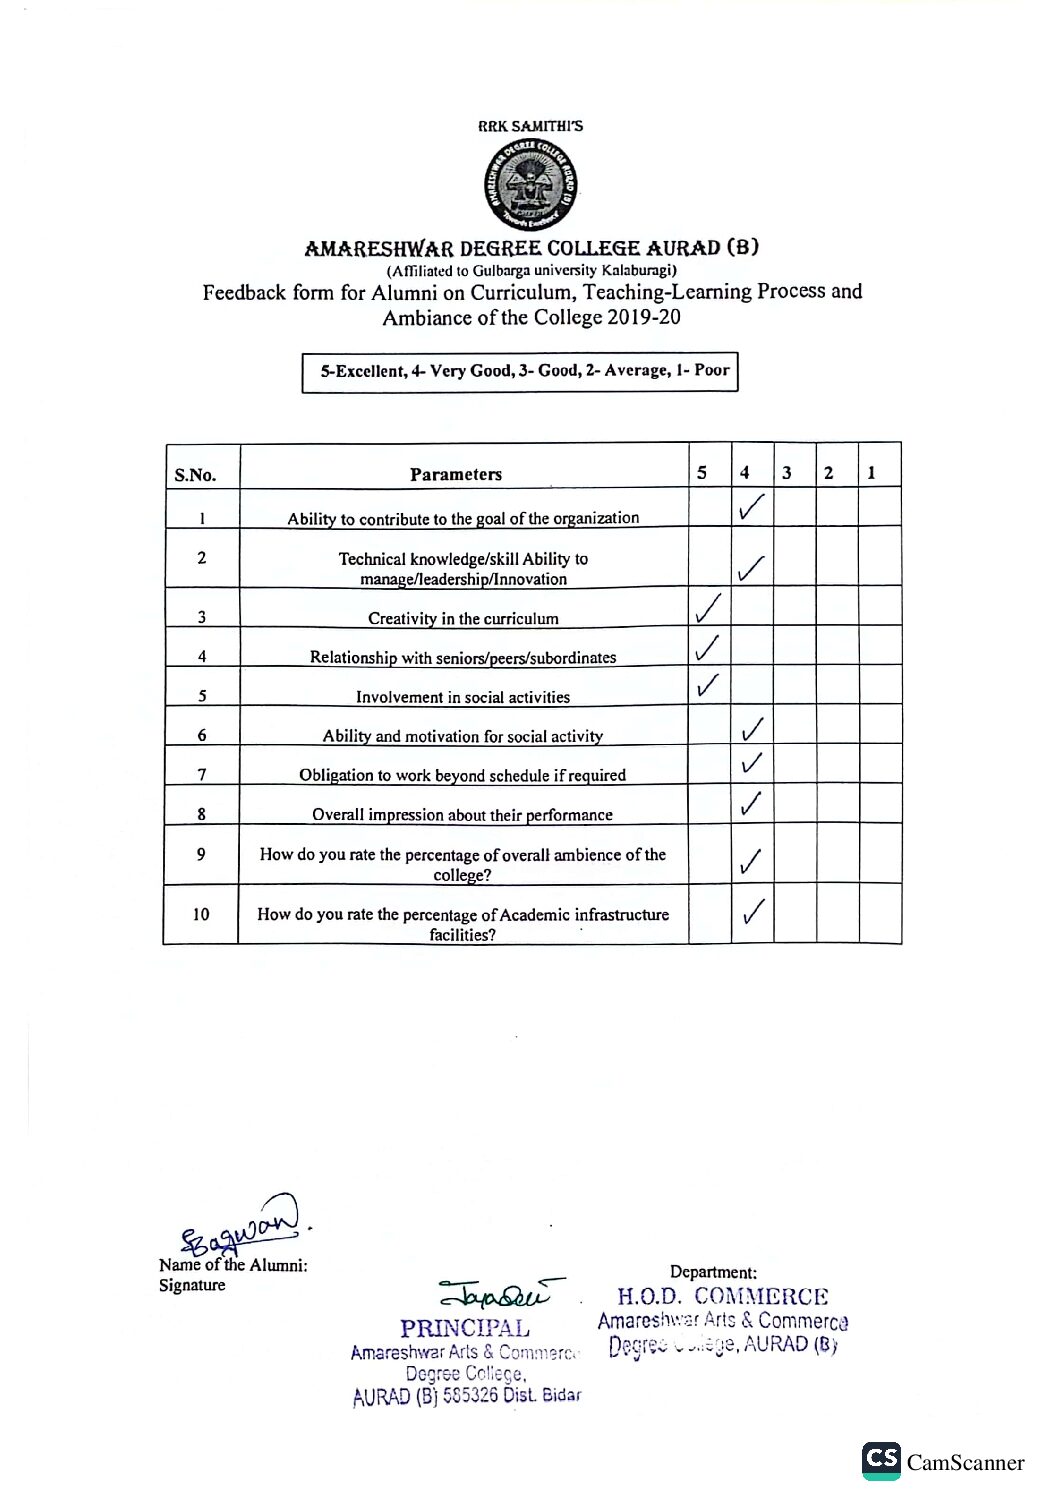 RRK SAMITHI'S
AMARESHWAR DEGREE COLLEGE AURAD (B)
"Towards Excellence"
AMARESHWAR DEGREE COLLEGE AURAD (B)
(Affiliated to Gulbarga university Kalaburagi)
Feedback form for Alumni on Curriculum, Teaching-Learning Process and
Ambiance of the College 2019-20
5-Excellent, 4- Very Good, 3- Good, 2- Average, 1- Poor
S.No. Parameters 5 4 3 2 1
1 Ability to contribute to the goal of the organization ✓
2 Technical knowledge/skill Ability to
manage/leadership/Innovation ✓
3 Creativity in the curriculum ✓
4 Relationship with seniors/peers/subordinates ✓
5 Involvement in social activities ✓
6 Ability and motivation for social activity ✓
7 Obligation to work beyond schedule if required ✓
8 Overall impression about their performance ✓
9 How do you rate the percentage of overall ambience of the
college? ✓
10 How do you rate the percentage of Academic infrastructure
facilities? ✓
Name of the Alumni:
Signature
PRINCIPAL
Amareshwar Arts & Commerce
Degree College,
AURAD (B) 585326 Dist. Bidar
Department:
H.O.D. COMMERCE
Amareshwar Arts & Commerce
Degree College, AURAD (B)
CS CamScanner